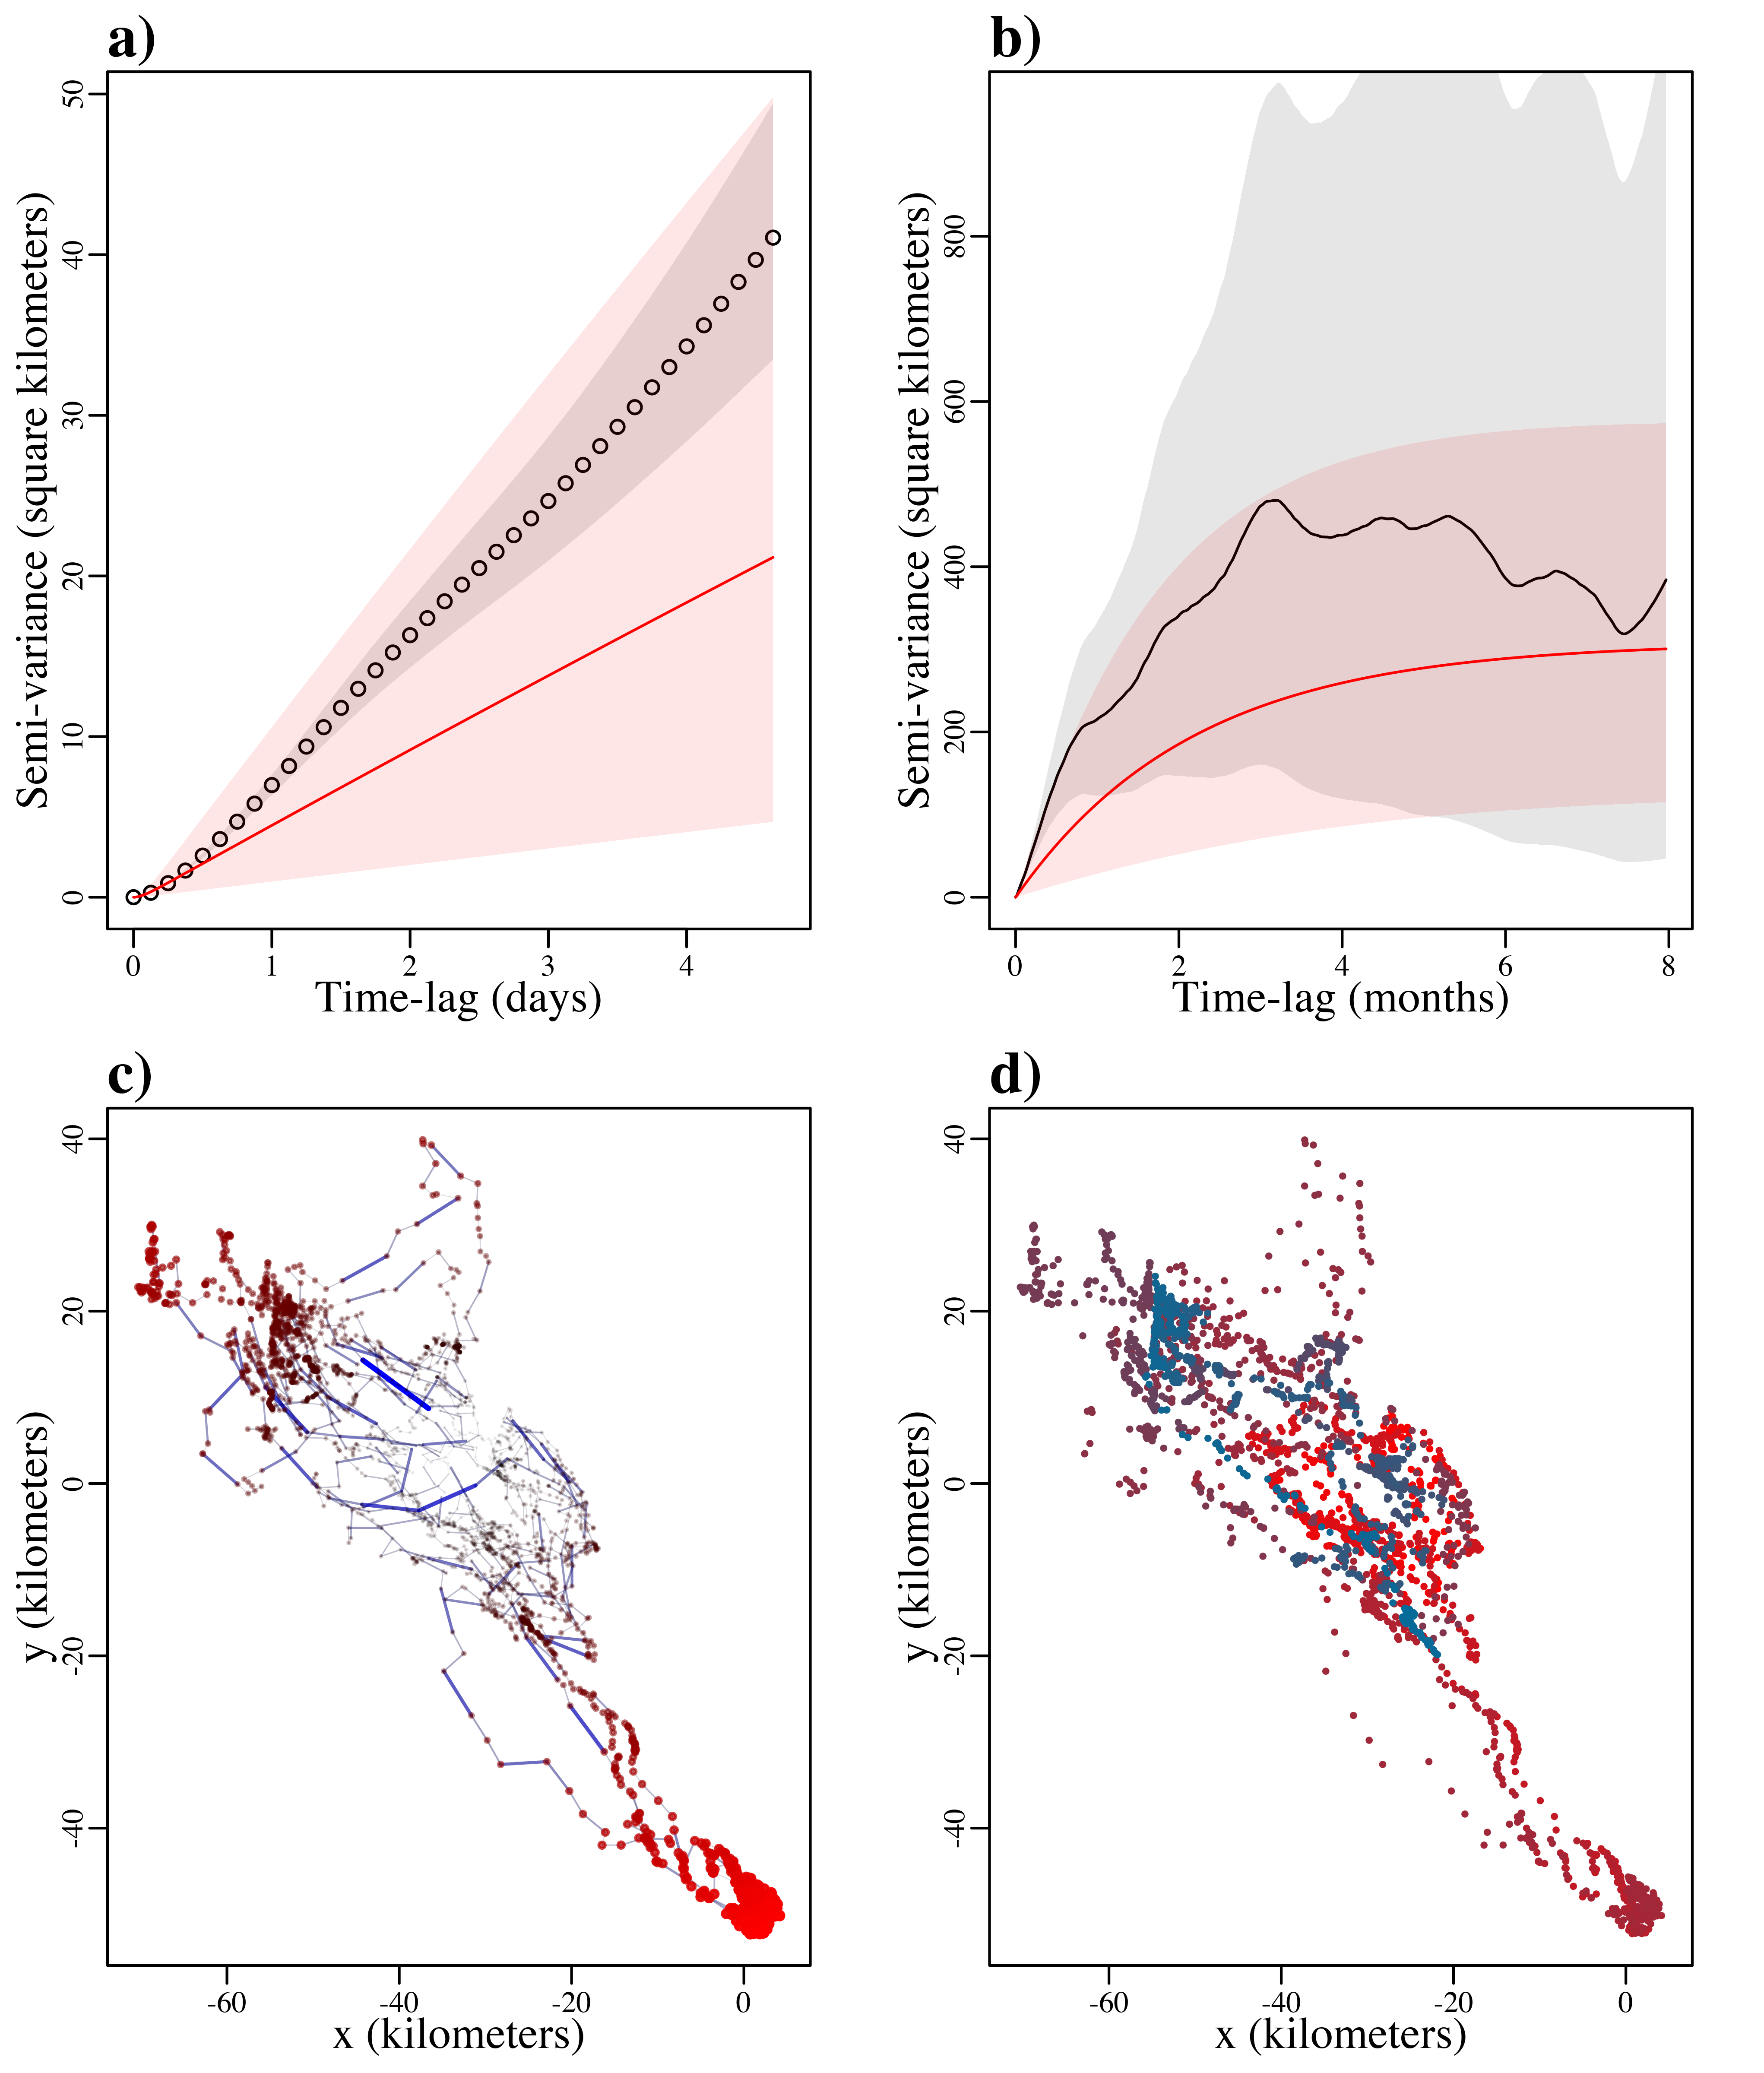 a)
Semi-variance (square kilometers)
50
40
30
20
10
0
0 1 2 3 4
Time-lag (days)
b)
Semi-variance (square kilometers)
800
600
400
200
0
0 2 4 6 8
Time-lag (months)
c)
y (kilometers)
40
20
0
-20
-40
-60 -40 -20 0
x (kilometers)
d)
y (kilometers)
40
20
0
-20
-40
-60 -40 -20 0
x (kilometers)